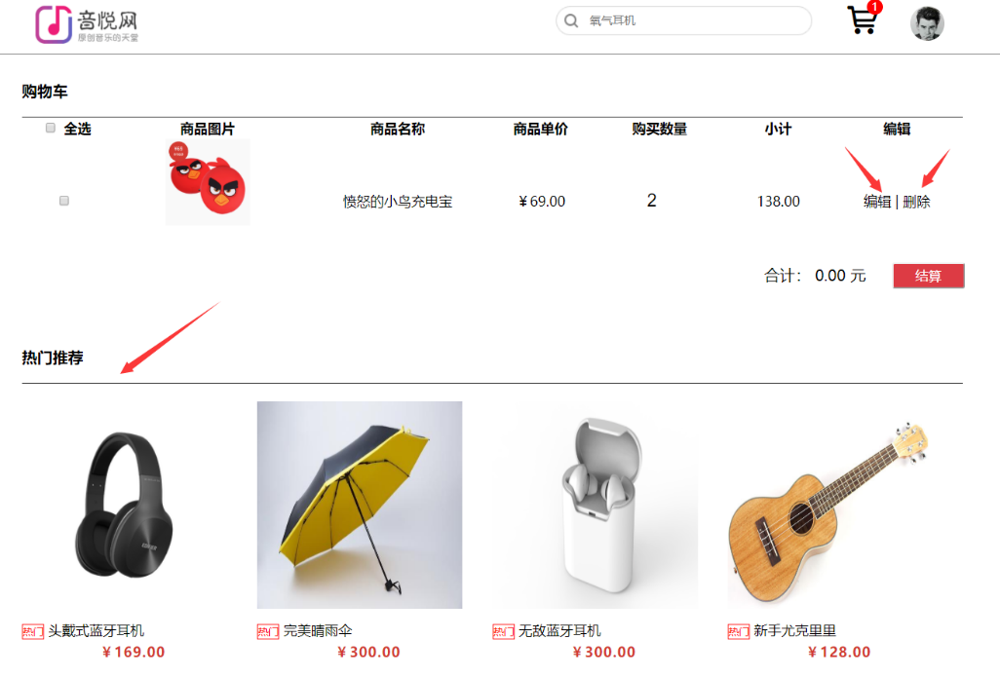 音悦网
原创音乐的天堂
氧气耳机
1
购物车
全选 商品图片 商品名称 商品单价 购买数量 小计 编辑
愤怒的小鸟充电宝 ¥69.00 2 138.00 编辑 | 删除
合计： 0.00 元 结算
热门推荐
热门 头戴式蓝牙耳机 热门 完美晴雨伞 热门 无敌蓝牙耳机 热门 新手尤克里里
¥169.00 ¥300.00 ¥300.00 ¥128.00